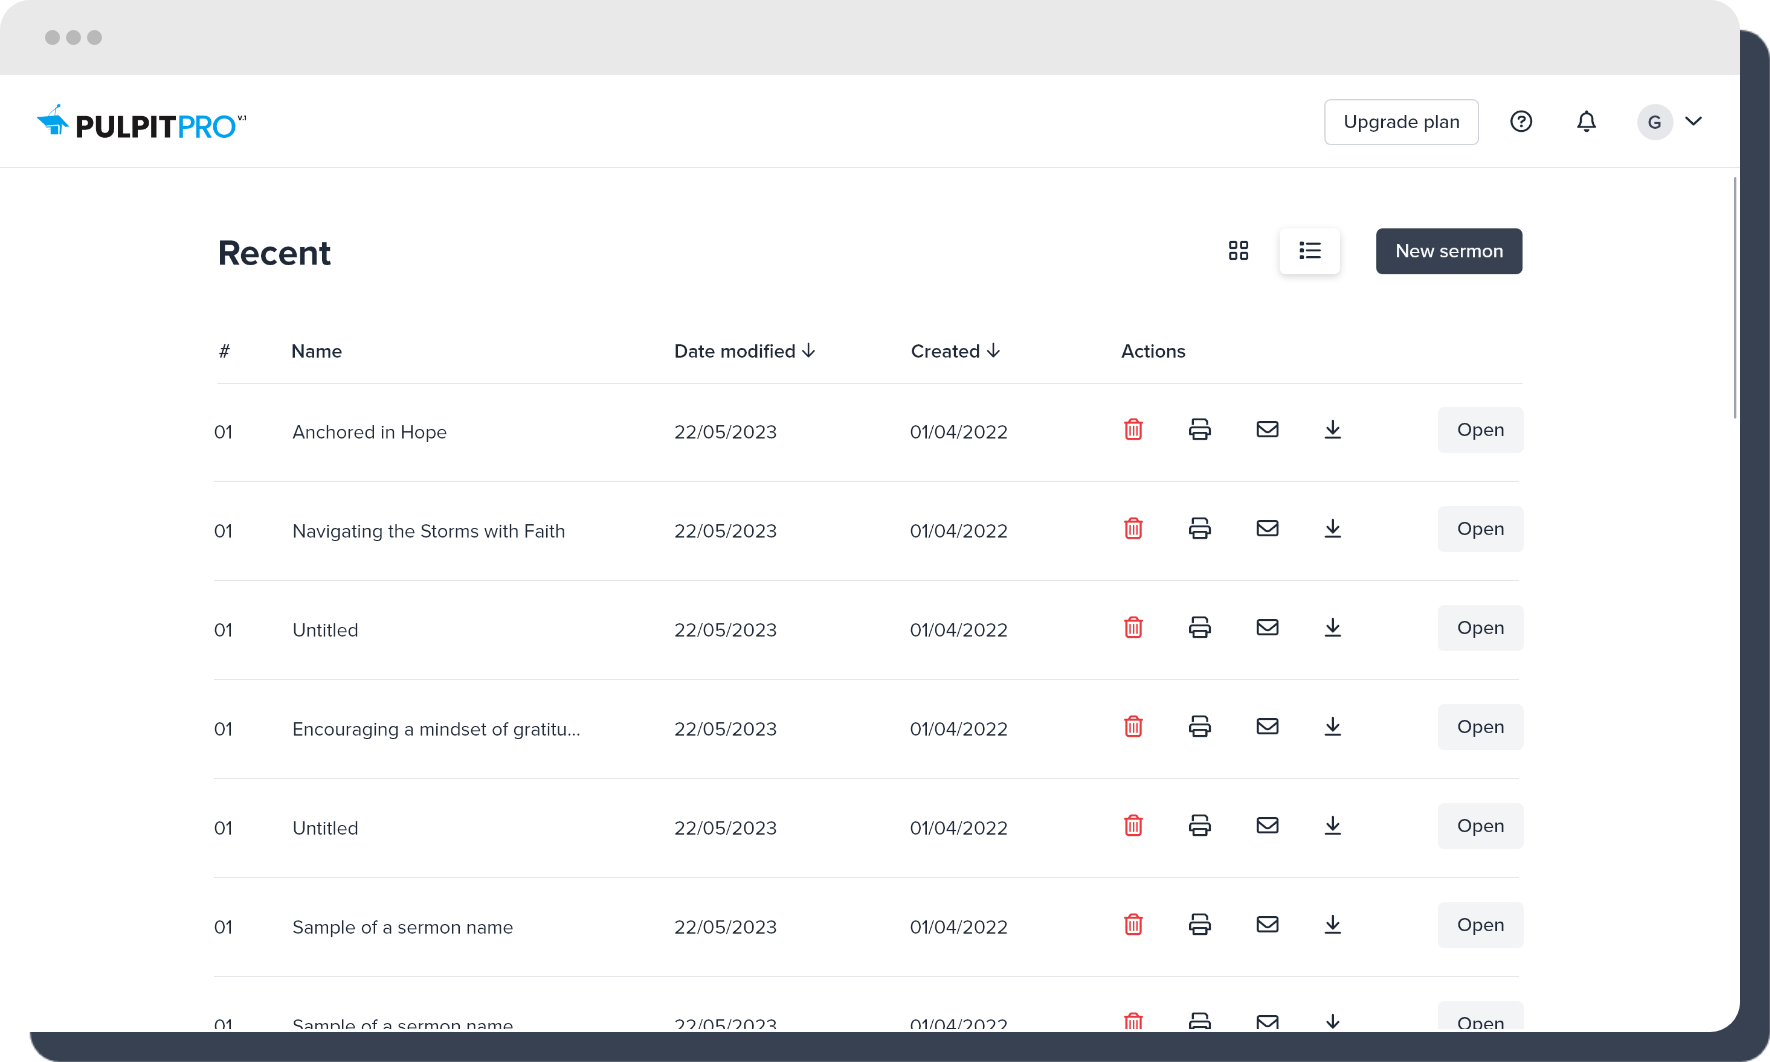 PULPITPRO V.1
Upgrade plan
G
Recent
New sermon
# Name Date modified Created Actions
01 Anchored in Hope 22/05/2023 01/04/2022 Open
01 Navigating the Storms with Faith 22/05/2023 01/04/2022 Open
01 Untitled 22/05/2023 01/04/2022 Open
01 Encouraging a mindset of gratitu... 22/05/2023 01/04/2022 Open
01 Untitled 22/05/2023 01/04/2022 Open
01 Sample of a sermon name 22/05/2023 01/04/2022 Open
01 Sample of a sermon name 22/05/2023 01/04/2022 Open